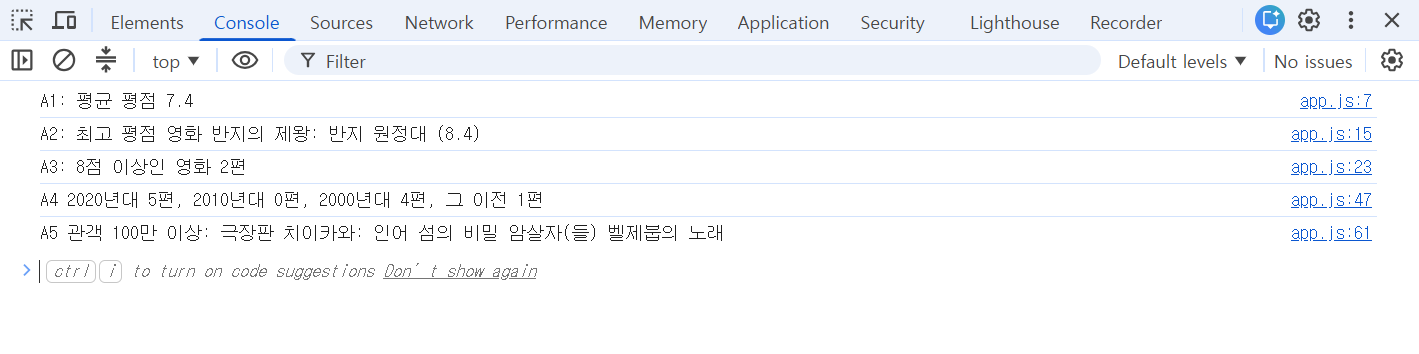 Elements Console Sources Network Performance Memory Application Security Lighthouse Recorder
top Filter Default levels No issues
A1: 평균 평점 7.4 app.js:7
A2: 최고 평점 영화 반지의 제왕: 반지 원정대 (8.4) app.js:15
A3: 8점 이상인 영화 2편 app.js:23
A4 2020년대 5편, 2010년대 0편, 2000년대 4편, 그 이전 1편 app.js:47
A5 관객 100만 이상: 극장판 치이카와: 인어 섬의 비밀 암살자(들) 벨제붑의 노래 app.js:61
ctrl i to turn on code suggestions Don't show again